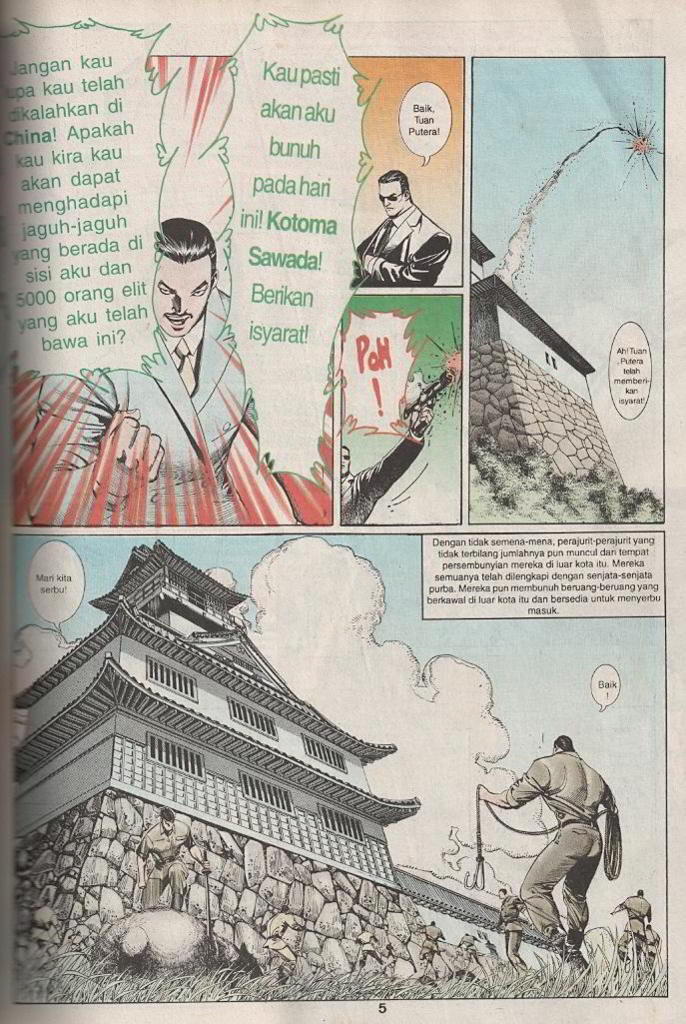 Jangan kau
lupa kau telah
dikalahkan di
China! Apakah
kau kira kau
akan dapat
menghadapi
jaguh-jaguh
yang berada di
sisi aku dan
5000 orang elit
yang aku telah
bawa ini?
Kau pasti
akan aku
bunuh
pada hari
ini! Kotoma
Sawada!
Berikan
isyarat!
Baik,
Tuan
Putera!
POH
!
Ah! Tuan
Putera
telah
memberi-
kan
isyarat!
Mari kita
serbu!
Dengan tidak semena-mena, perajurit-perajurit yang
tidak terbilang jumlahnya pun muncul dari tempat
persembunyian mereka di luar kota itu. Mereka
semuanya telah dilengkapi dengan senjata-senjata
purba. Mereka pun membunuh beruang-beruang yang
berkawal di luar kota itu dan bersedia untuk menyerbu
masuk.
Baik
!
5